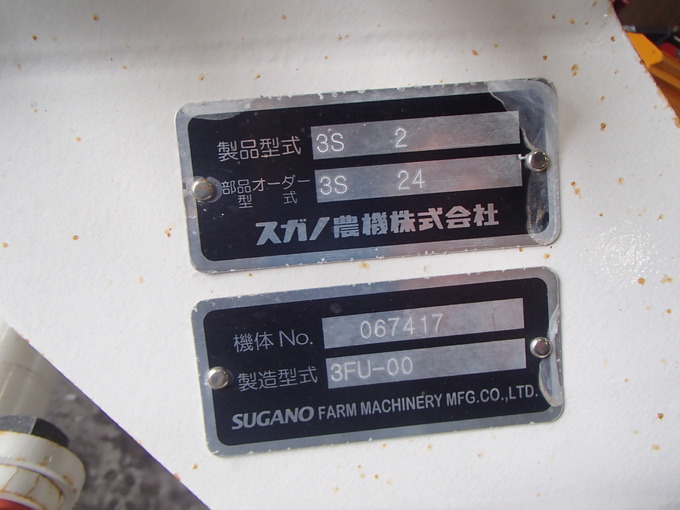 製品型式 3S 2
部品オーダー型式 3S 24
スガノ農機株式会社
機体 No. 067417
製造型式 3FU-00
SUGANO FARM MACHINERY MFG.CO.,LTD.